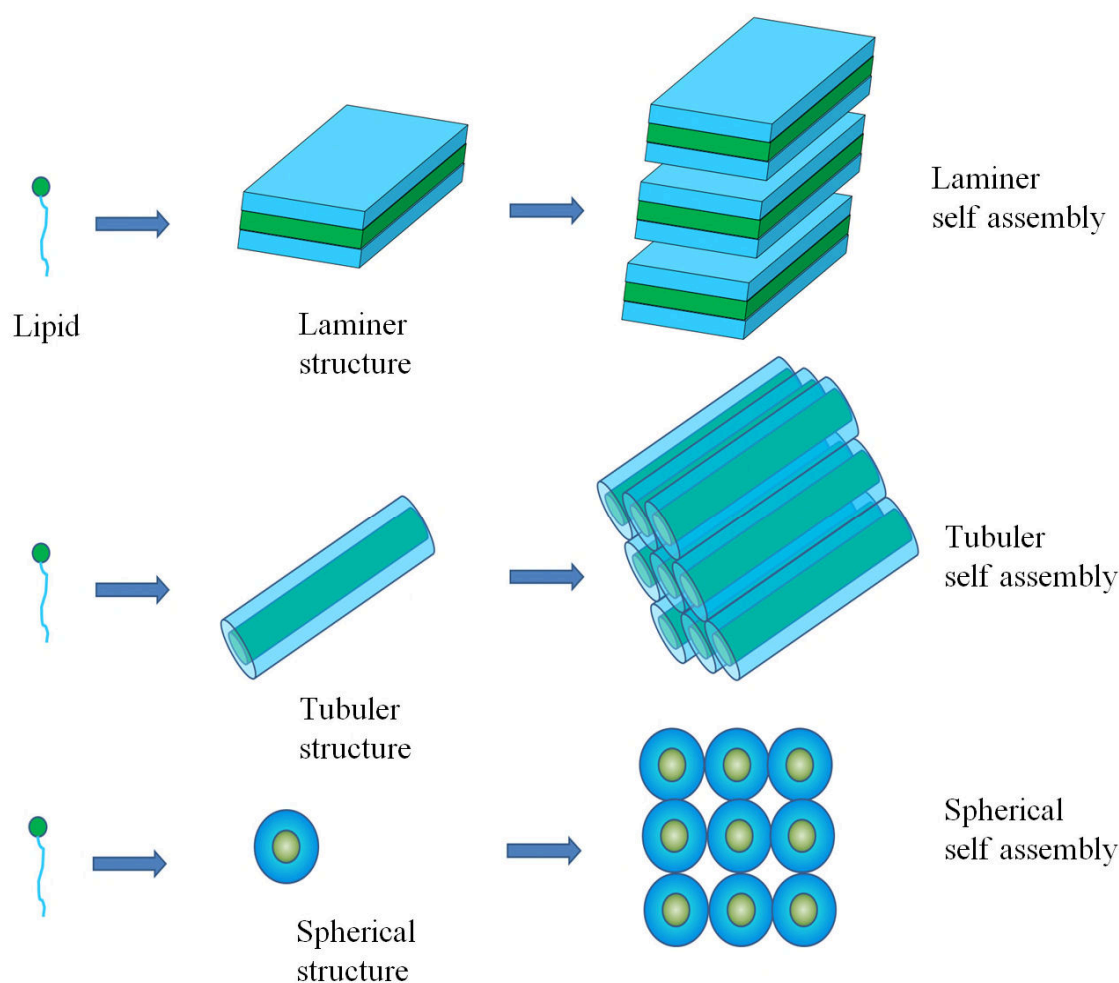 Lipid
Laminer
structure
Laminer
self assembly
Tubuler
structure
Tubuler
self assembly
Spherical
structure
Spherical
self assembly